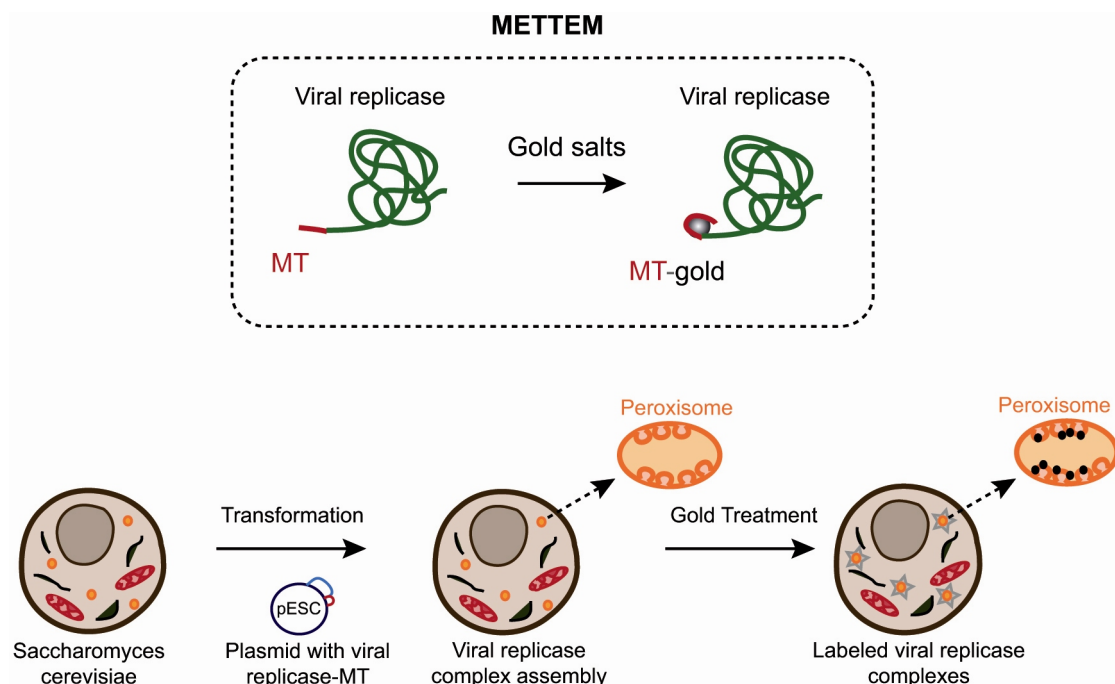 METTEM
Viral replicase
Viral replicase
Gold salts
MT
MT-gold
Peroxisome
Peroxisome
Transformation
Gold Treatment
pESC
Saccharomyces
cerevisiae
Plasmid with viral
replicase-MT
Viral replicase
complex assembly
Labeled viral replicase
complexes